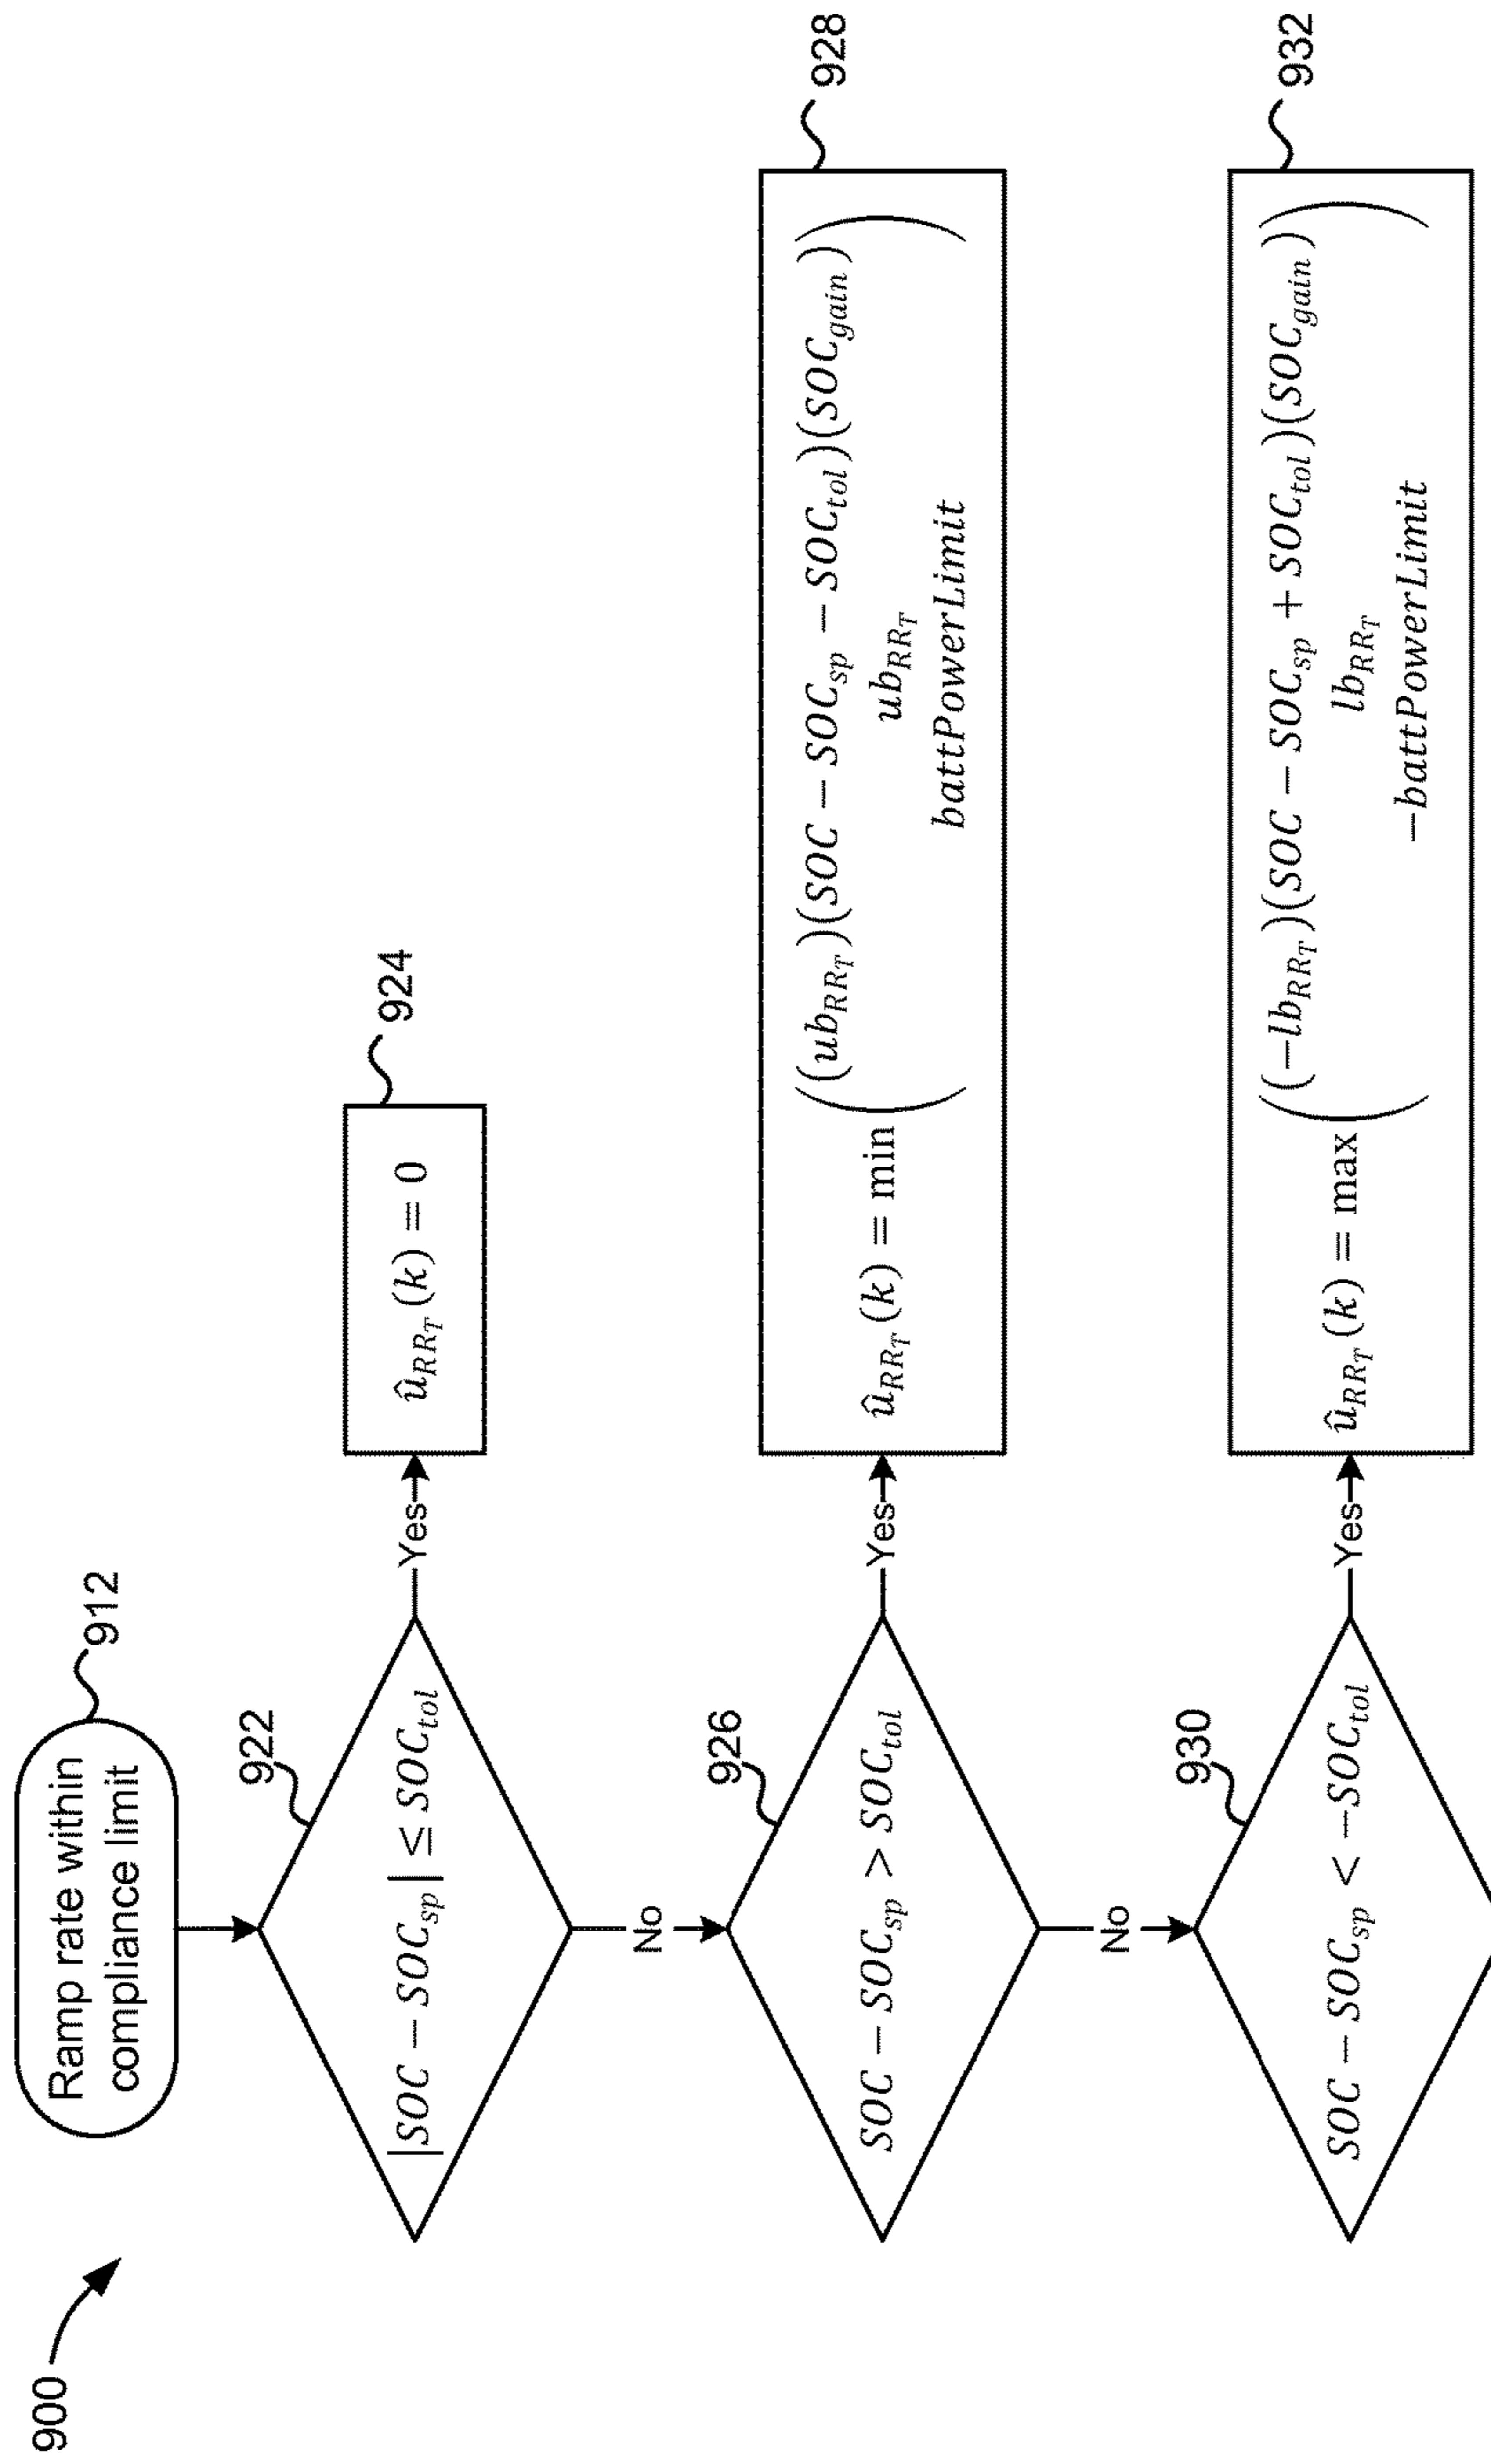 900
Ramp rate within
compliance limit
912
922
|SOC − SOC_sp| ≤ SOC_tol
Yes
924
û_RR_T(k) = 0
No
926
SOC − SOC_sp > SOC_tol
Yes
928
û_RR_T(k) = min
(ub_RR_T)(SOC − SOC_sp − SOC_tol)(SOC_gain)
ub_RR_T
battPowerLimit
No
930
SOC − SOC_sp < −SOC_tol
Yes
932
û_RR_T(k) = max
(−lb_RR_T)(SOC − SOC_sp + SOC_tol)(SOC_gain)
lb_RR_T
−battPowerLimit